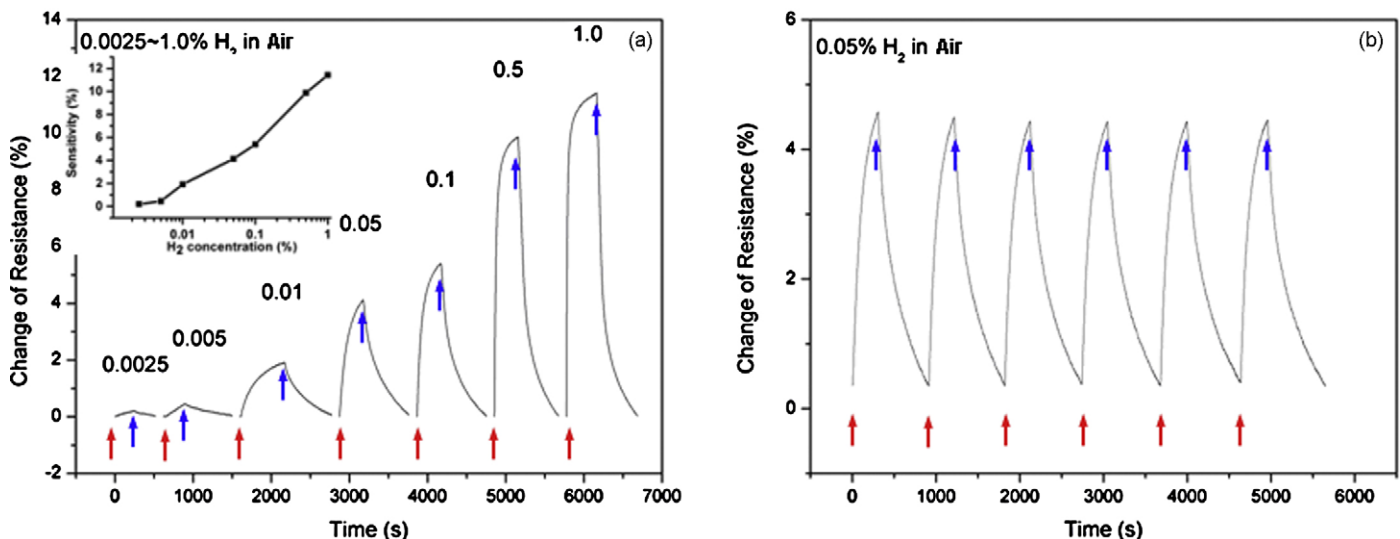 14
12
10
8
6
4
2
0
-2
Change of Resistance (%)
0.0025~1.0% H2 in Air
(a)
1.0
0.5
0.1
0.05
0.01
0.005
0.0025
12
10
8
6
4
2
0
Sensitivity (%)
0.01 0.1 1
H2 concentration (%)
0 1000 2000 3000 4000 5000 6000 7000
Time (s)
6
4
2
0
Change of Resistance (%)
0.05% H2 in Air
(b)
0 1000 2000 3000 4000 5000 6000
Time (s)